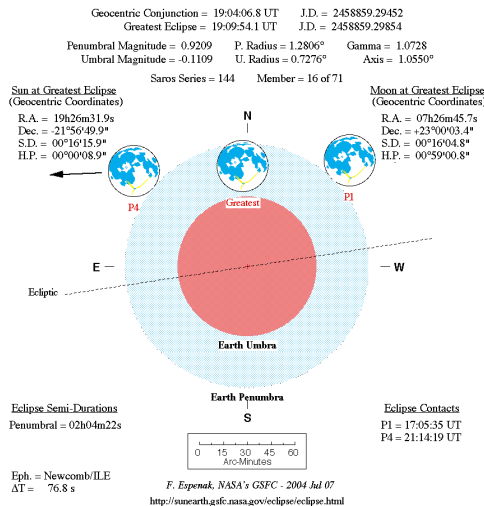 Geocentric Conjunction = 19:04:06.8 UT J.D. = 2458859.29452
Greatest Eclipse = 19:09:54.1 UT J.D. = 2458859.29854
Penumbral Magnitude = 0.9209 P. Radius = 1.2806° Gamma = 1.0728
Umbral Magnitude = -0.1109 U. Radius = 0.7276° Axis = 1.0550°
Saros Series = 144 Member = 16 of 71
Sun at Greatest Eclipse
(Geocentric Coordinates)
R.A. = 19h26m31.9s
Dec. = -21°56'49.9"
S.D. = 00°16'15.9"
H.P. = 00°00'08.9"
Moon at Greatest Eclipse
(Geocentric Coordinates)
R.A. = 07h26m45.7s
Dec. = +23°00'03.4"
S.D. = 00°16'04.8"
H.P. = 00°59'00.8"
N
P4
Greatest
P1
E
W
Ecliptic
Earth Umbra
Earth Penumbra
S
Eclipse Semi-Durations
Penumbral = 02h04m22s
Eclipse Contacts
P1 = 17:05:35 UT
P4 = 21:14:19 UT
0 15 30 45 60
Arc-Minutes
Eph. = Newcomb/ILE
ΔT = 76.8 s
F. Espenak, NASA's GSFC - 2004 Jul 07
http://sunearth.gsfc.nasa.gov/eclipse/eclipse.html